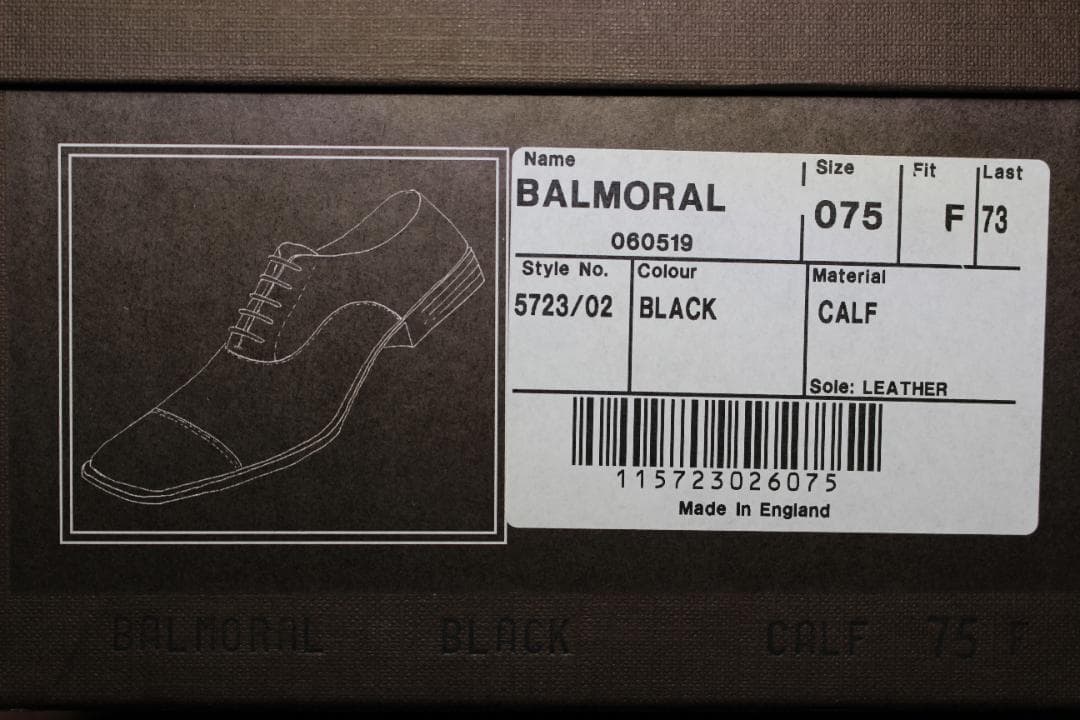 Name Size Fit Last
BALMORAL 075 F 73
060519
Style No. Colour Material
5723/02 BLACK CALF
Sole: LEATHER
115723026075
Made In England
BALMORAL BLACK CALF 75 F